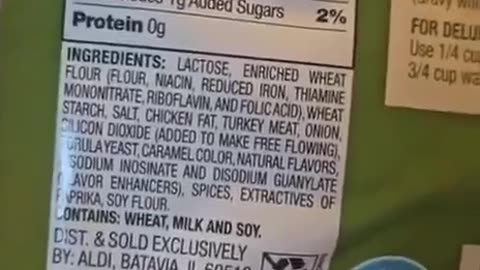 1g Added Sugars 2%
Protein 0g
INGREDIENTS: LACTOSE, ENRICHED WHEAT
FLOUR (FLOUR, NIACIN, REDUCED IRON, THIAMINE
MONONITRATE, RIBOFLAVIN, AND FOLIC ACID), WHEAT
STARCH, SALT, CHICKEN FAT, TURKEY MEAT, ONION,
SILICON DIOXIDE (ADDED TO MAKE FREE FLOWING),
YEAST, CARAMEL COLOR, NATURAL FLAVORS,
DISODIUM INOSINATE AND DISODIUM GUANYLATE
(FLAVOR ENHANCERS), SPICES, EXTRACTIVES OF
PAPRIKA, SOY FLOUR.
CONTAINS: WHEAT, MILK AND SOY.
DIST. & SOLD EXCLUSIVELY
BY: ALDI, BATAVIA, IL 60510
FOR
Use 1/4 cu
3/4 cup wa